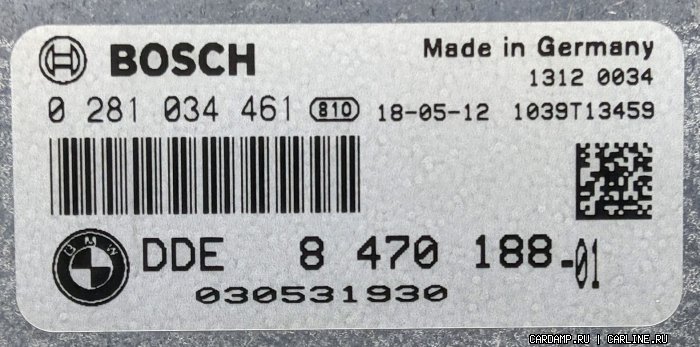 BOSCH
Made in Germany
1312 0034
0 281 034 461 810 18-05-12 1039T13459
BMW
DDE 8 470 188-01
030531930
CARDAMP.RU | CARLINE.RU